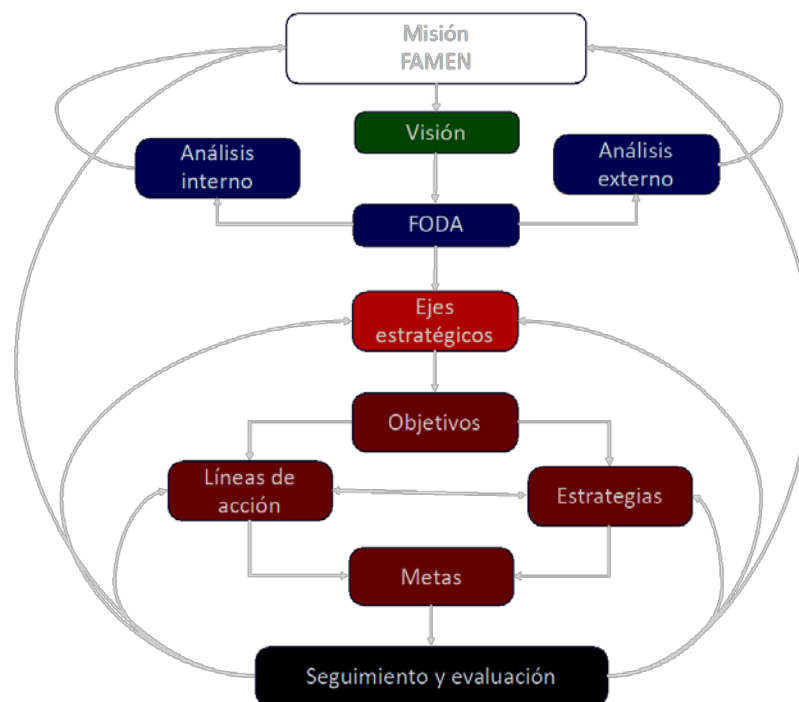 Misión
FAMEN
Visión
Análisis
interno
Análisis
externo
FODA
Ejes
estratégicos
Objetivos
Líneas de
acción
Estrategias
Metas
Seguimiento y evaluación